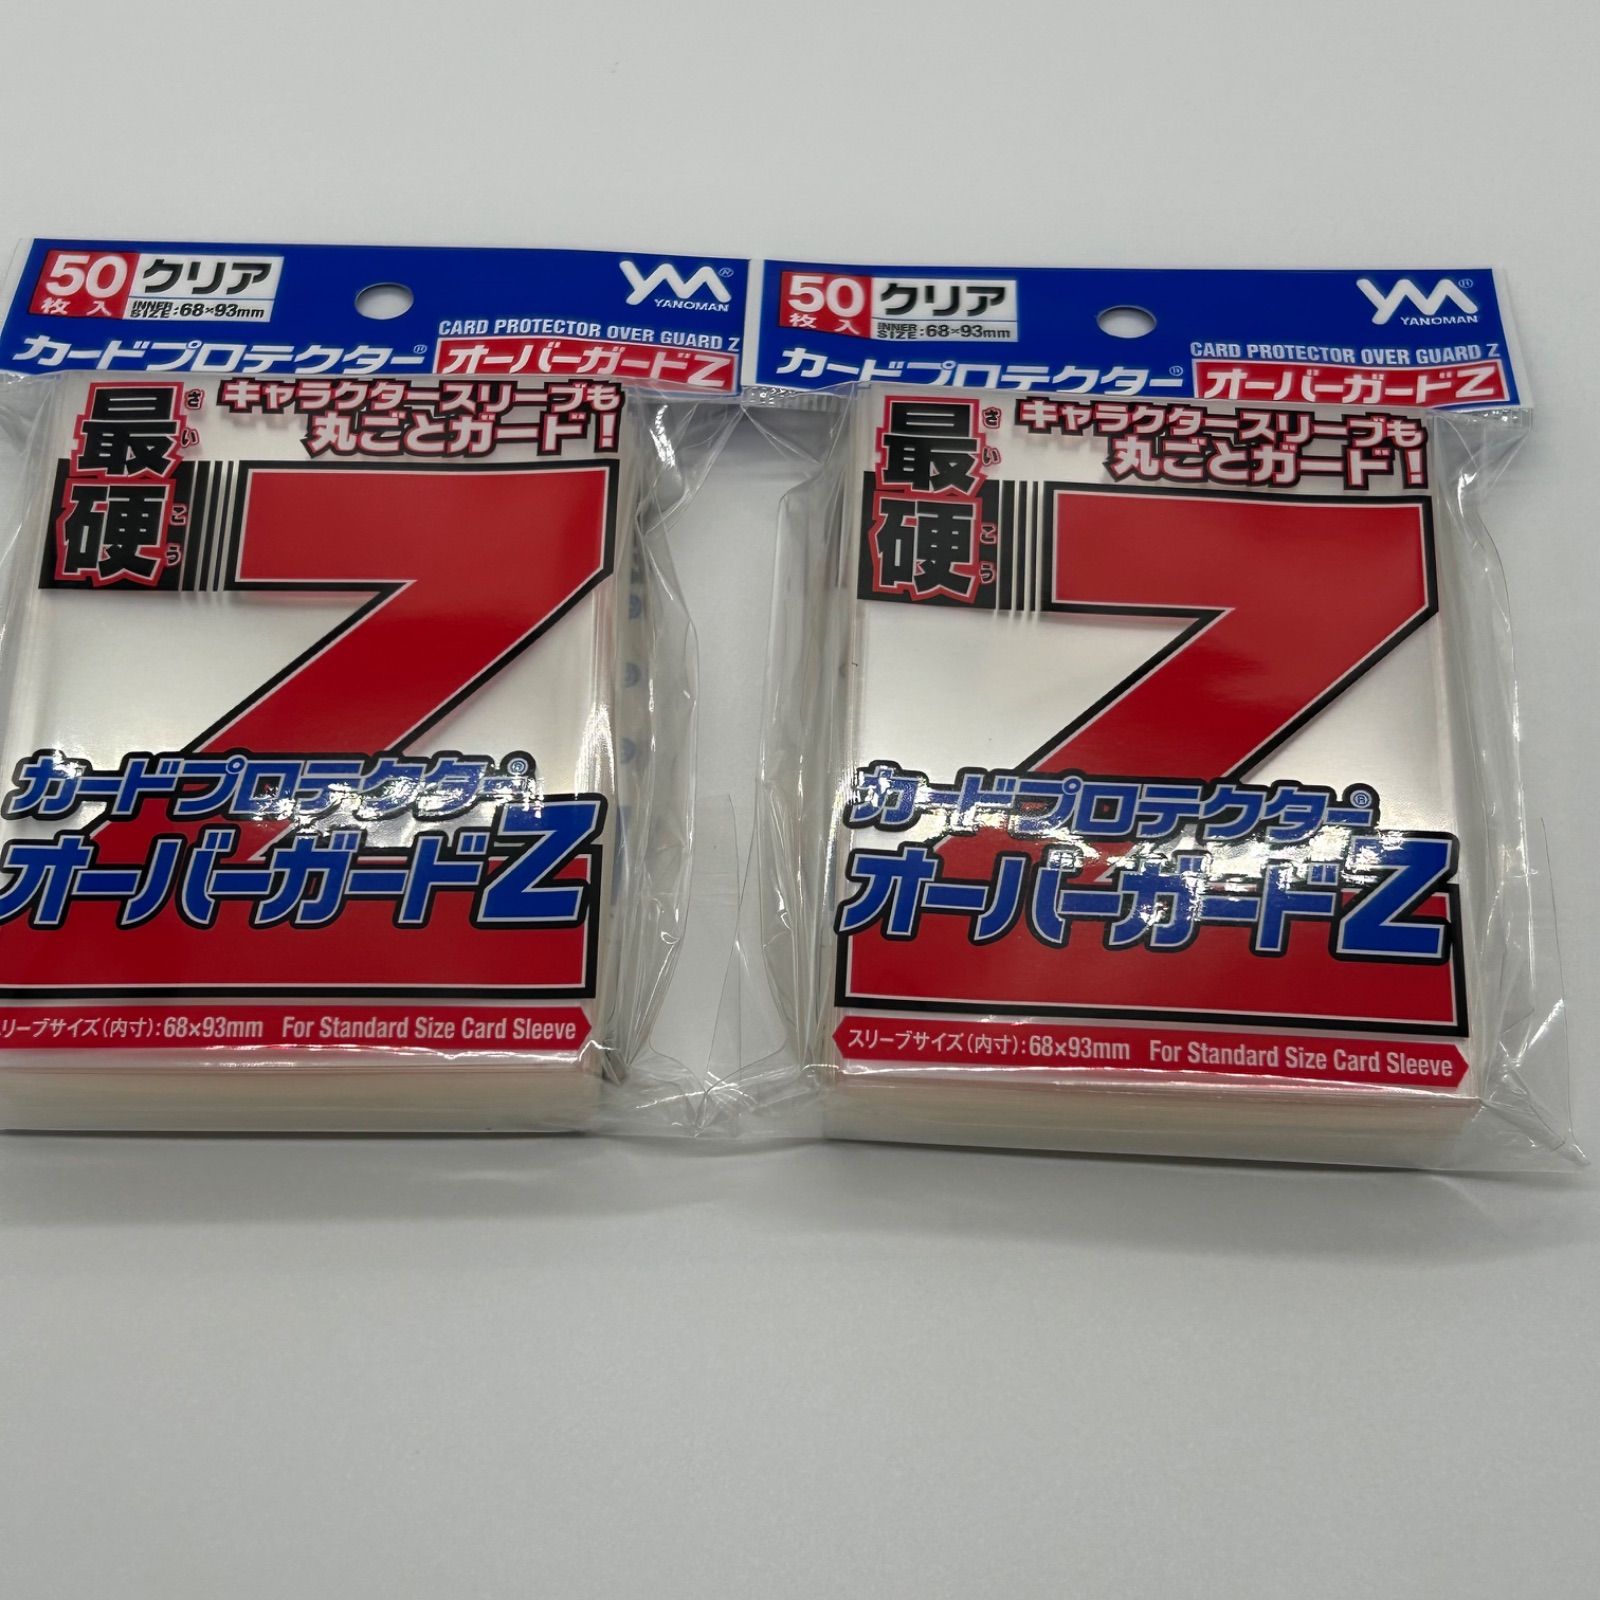 50
枚入
クリア
INNER SIZE:68×93mm
YM®
YANOMAN
CARD PROTECTOR OVER GUARD Z
カードプロテクター® オーバーガードZ
最硬
さいこう
キャラクタースリーブも
丸ごとガード!
Z
カードプロテクター®
オーバーガードZ
リーブサイズ(内寸):68×93mm For Standard Size Card Sleeve
50
枚入
クリア
INNER SIZE:68×93mm
YM®
YANOMAN
CARD PROTECTOR OVER GUARD Z
カードプロテクター® オーバーガードZ
最硬
さいこう
キャラクタースリーブも
丸ごとガード!
Z
カードプロテクター®
オーバーガードZ
スリーブサイズ(内寸):68×93mm For Standard Size Card Sleeve